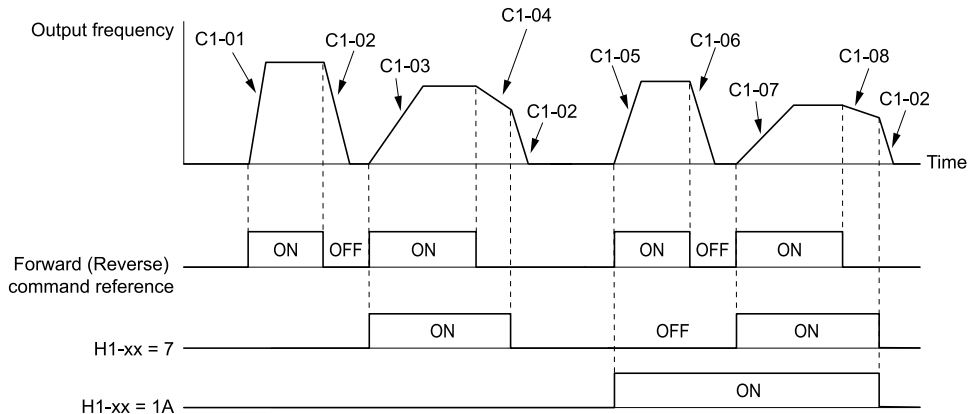 Output frequency
C1-01
C1-02
C1-03
C1-04
C1-02
C1-05
C1-06
C1-07
C1-08
C1-02
Time
Forward (Reverse)
command reference
ON
OFF
ON
ON
OFF
ON
H1-xx = 7
ON
OFF
ON
H1-xx = 1A
ON